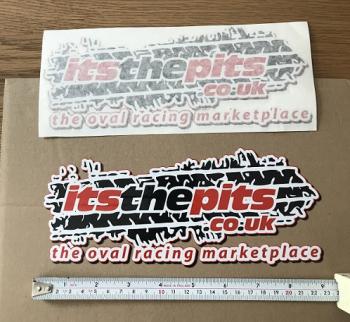 itsthepits
.co.uk
the oval racing marketplace
itsthepits
.co.uk
the oval racing marketplace